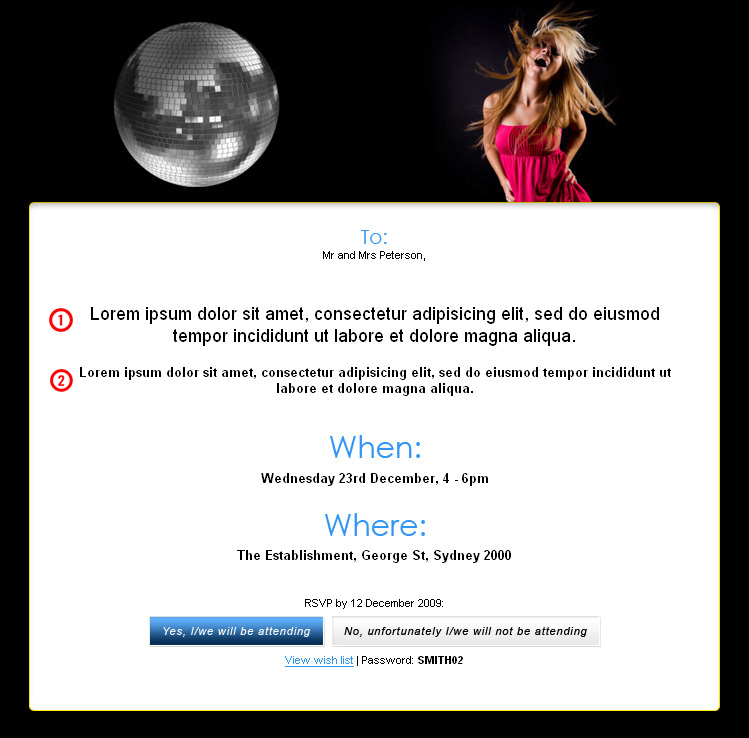 To:
Mr and Mrs Peterson,
1 Lorem ipsum dolor sit amet, consectetur adipisicing elit, sed do eiusmod
tempor incididunt ut labore et dolore magna aliqua.
2 Lorem ipsum dolor sit amet, consectetur adipisicing elit, sed do eiusmod tempor incididunt ut
labore et dolore magna aliqua.
When:
Wednesday 23rd December, 4 - 6pm
Where:
The Establishment, George St, Sydney 2000
RSVP by 12 December 2009:
Yes, I/we will be attending No, unfortunately I/we will not be attending
View wish list | Password: SMITH02